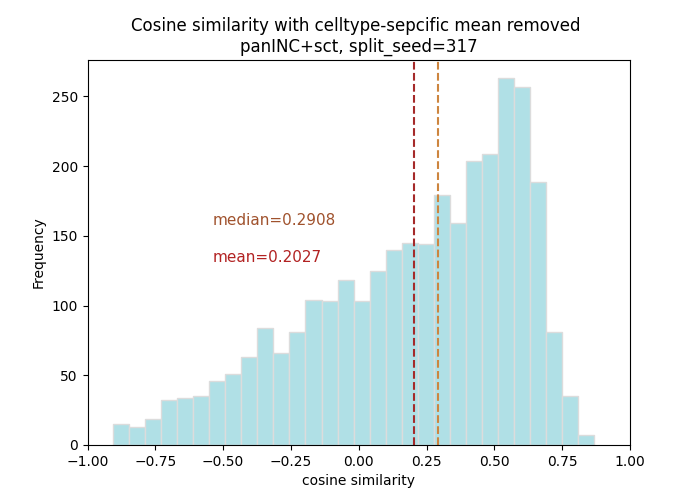 Cosine similarity with celltype-sepcific mean removed
panINC+sct, split_seed=317
250
200
150
100
50
0
Frequency
median=0.2908
mean=0.2027
−1.00 −0.75 −0.50 −0.25 0.00 0.25 0.50 0.75 1.00
cosine similarity